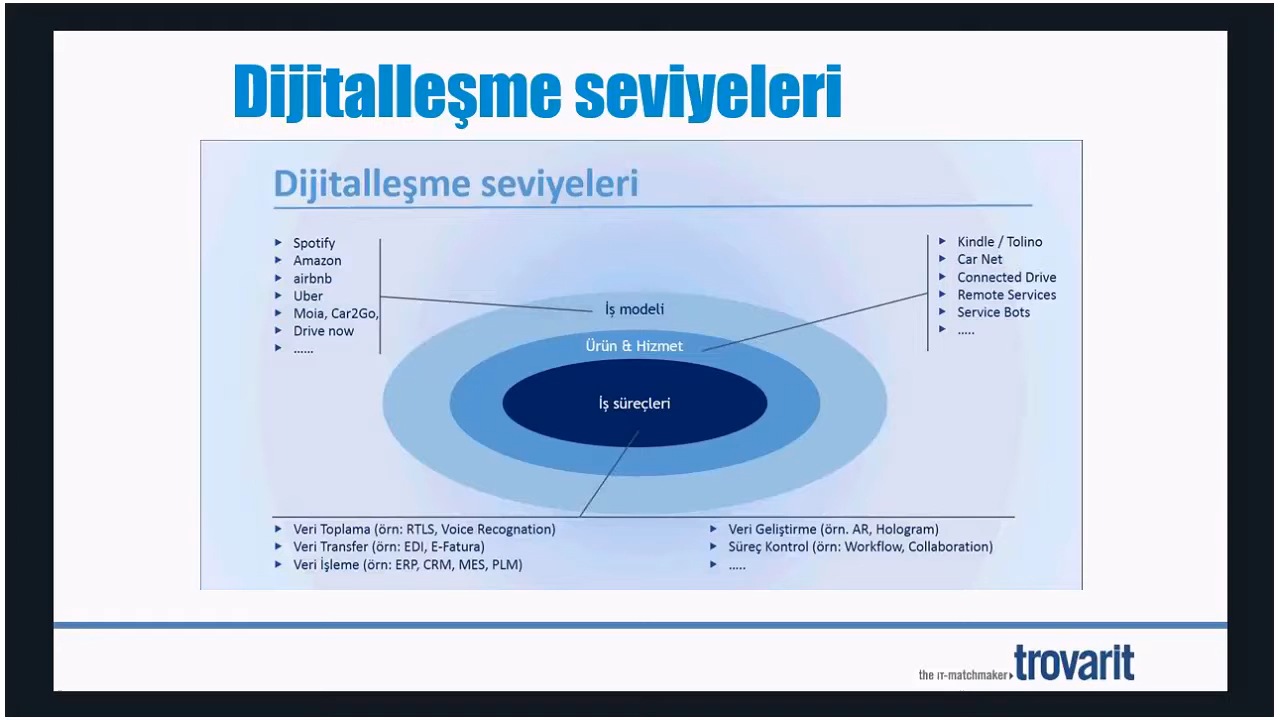 Dijitalleşme seviyeleri
Dijitalleşme seviyeleri
Spotify
Amazon
airbnb
Uber
Moia, Car2Go,
Drive now
......
Kindle / Tolino
Car Net
Connected Drive
Remote Services
Service Bots
.....
İş modeli
Ürün & Hizmet
İş süreçleri
Veri Toplama (örn: RTLS, Voice Recognation)
Veri Transfer (örn: EDI, E-Fatura)
Veri İşleme (örn: ERP, CRM, MES, PLM)
Veri Geliştirme (örn. AR, Hologram)
Süreç Kontrol (örn: Workflow, Collaboration)
.....
the IT-matchmaker trovarit